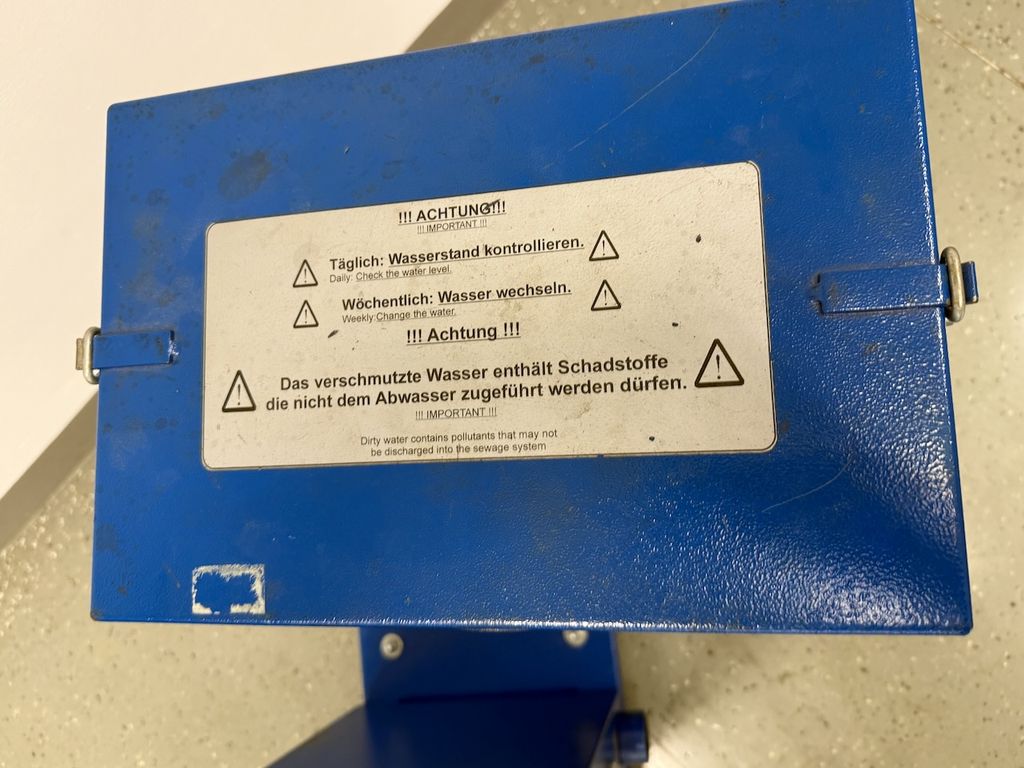 !!! ACHTUNG!!!
!!! IMPORTANT !!!
Täglich: Wasserstand kontrollieren.
Daily: Check the water level.
Wöchentlich: Wasser wechseln.
Weekly:Change the water.
!!! Achtung !!!
Das verschmutzte Wasser enthält Schadstoffe
die nicht dem Abwasser zugeführt werden dürfen.
!!! IMPORTANT !!!
Dirty water contains pollutants that may not
be discharged into the sewage system